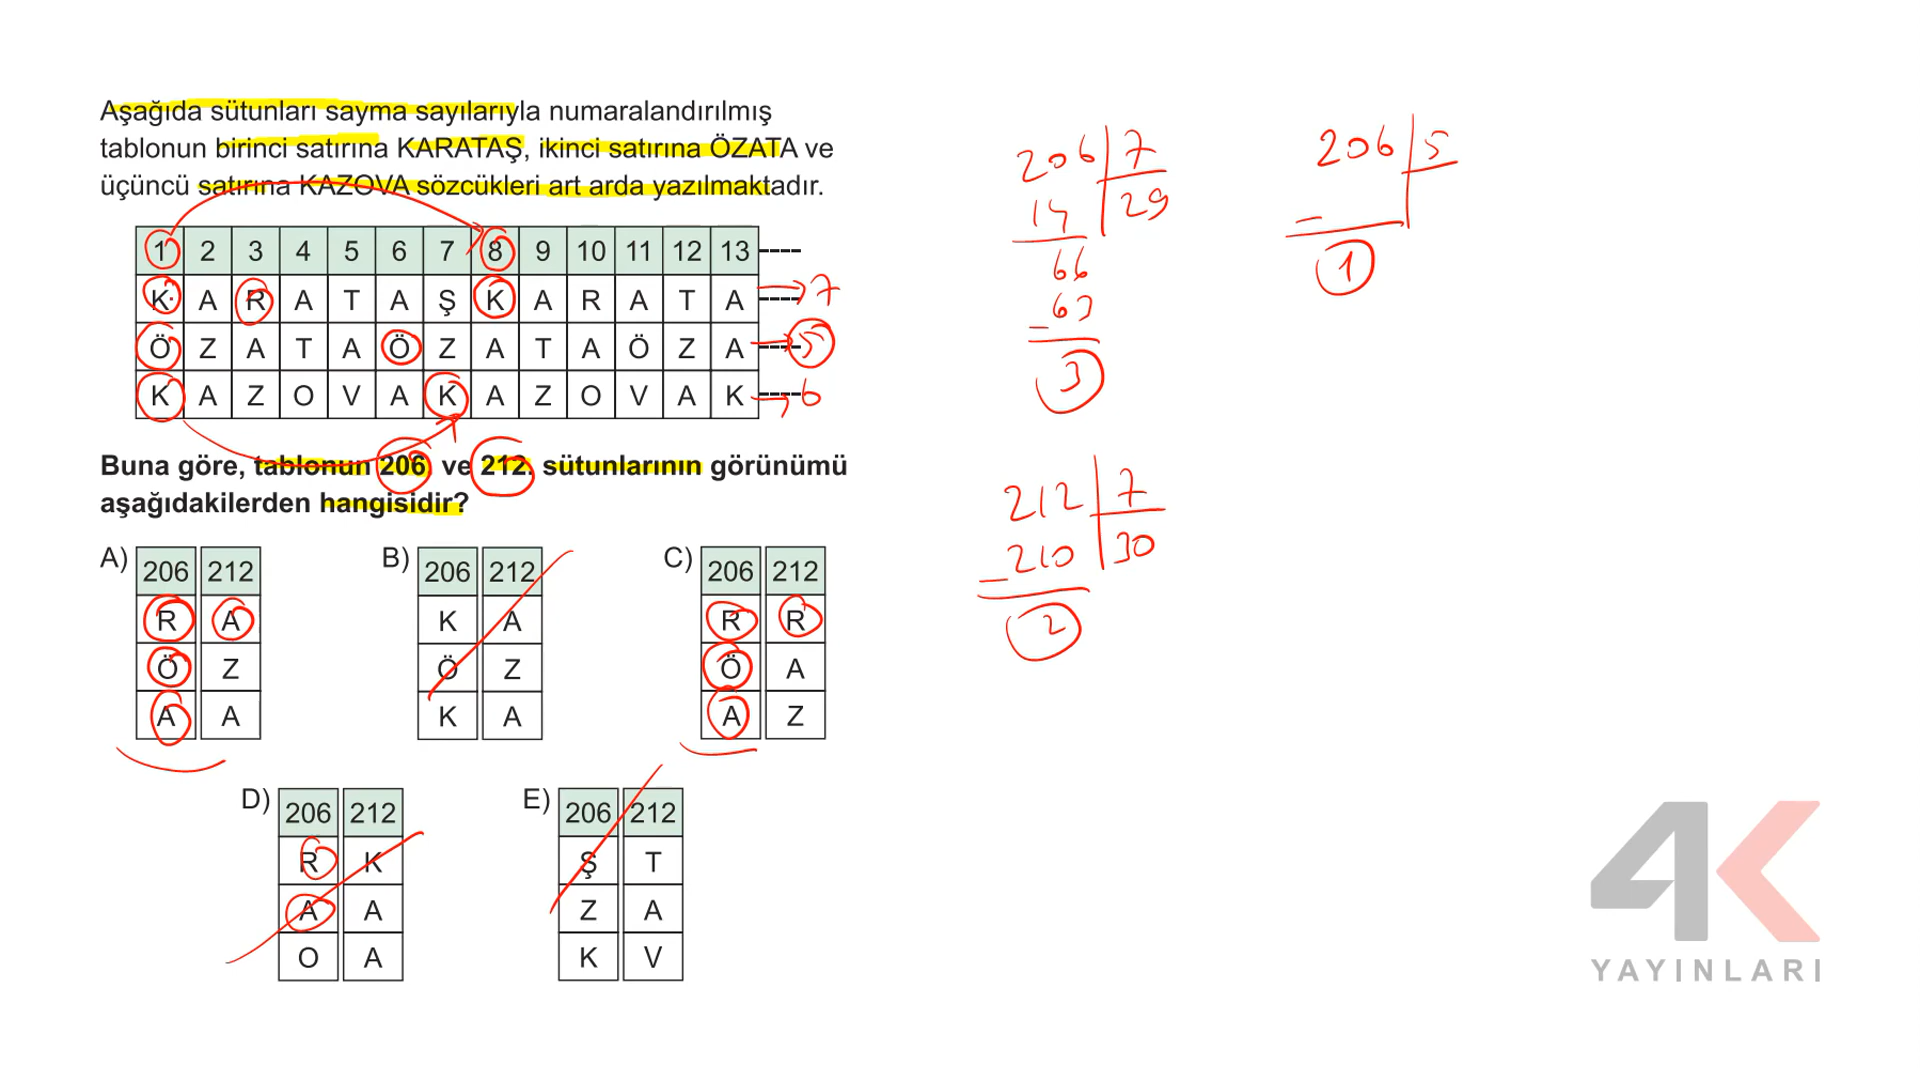 Aşağıda sütunları sayma sayılarıyla numaralandırılmış
tablonun birinci satırına KARATAŞ, ikinci satırına ÖZATA ve
üçüncü satırına KAZOVA sözcükleri art arda yazılmaktadır.
1 2 3 4 5 6 7 8 9 10 11 12 13 ----
K A R A T A Ş K A R A T A ---- 7
Ö Z A T A Ö Z A T A Ö Z A ---- 5
K A Z O V A K A Z O V A K ---- 6
Buna göre, tablonun 206 ve 212. sütunlarının görünümü
aşağıdakilerden hangisidir?
A) 206 212
R A
Ö Z
A A
B) 206 212
K A
Ö Z
K A
C) 206 212
R R
Ö A
A Z
D) 206 212
R K
A A
O A
E) 206 212
Ş T
Z A
K V
206 7
14 29
66
63
3
206 5
1
212 7
210 30
2
4K
YAYINLARI